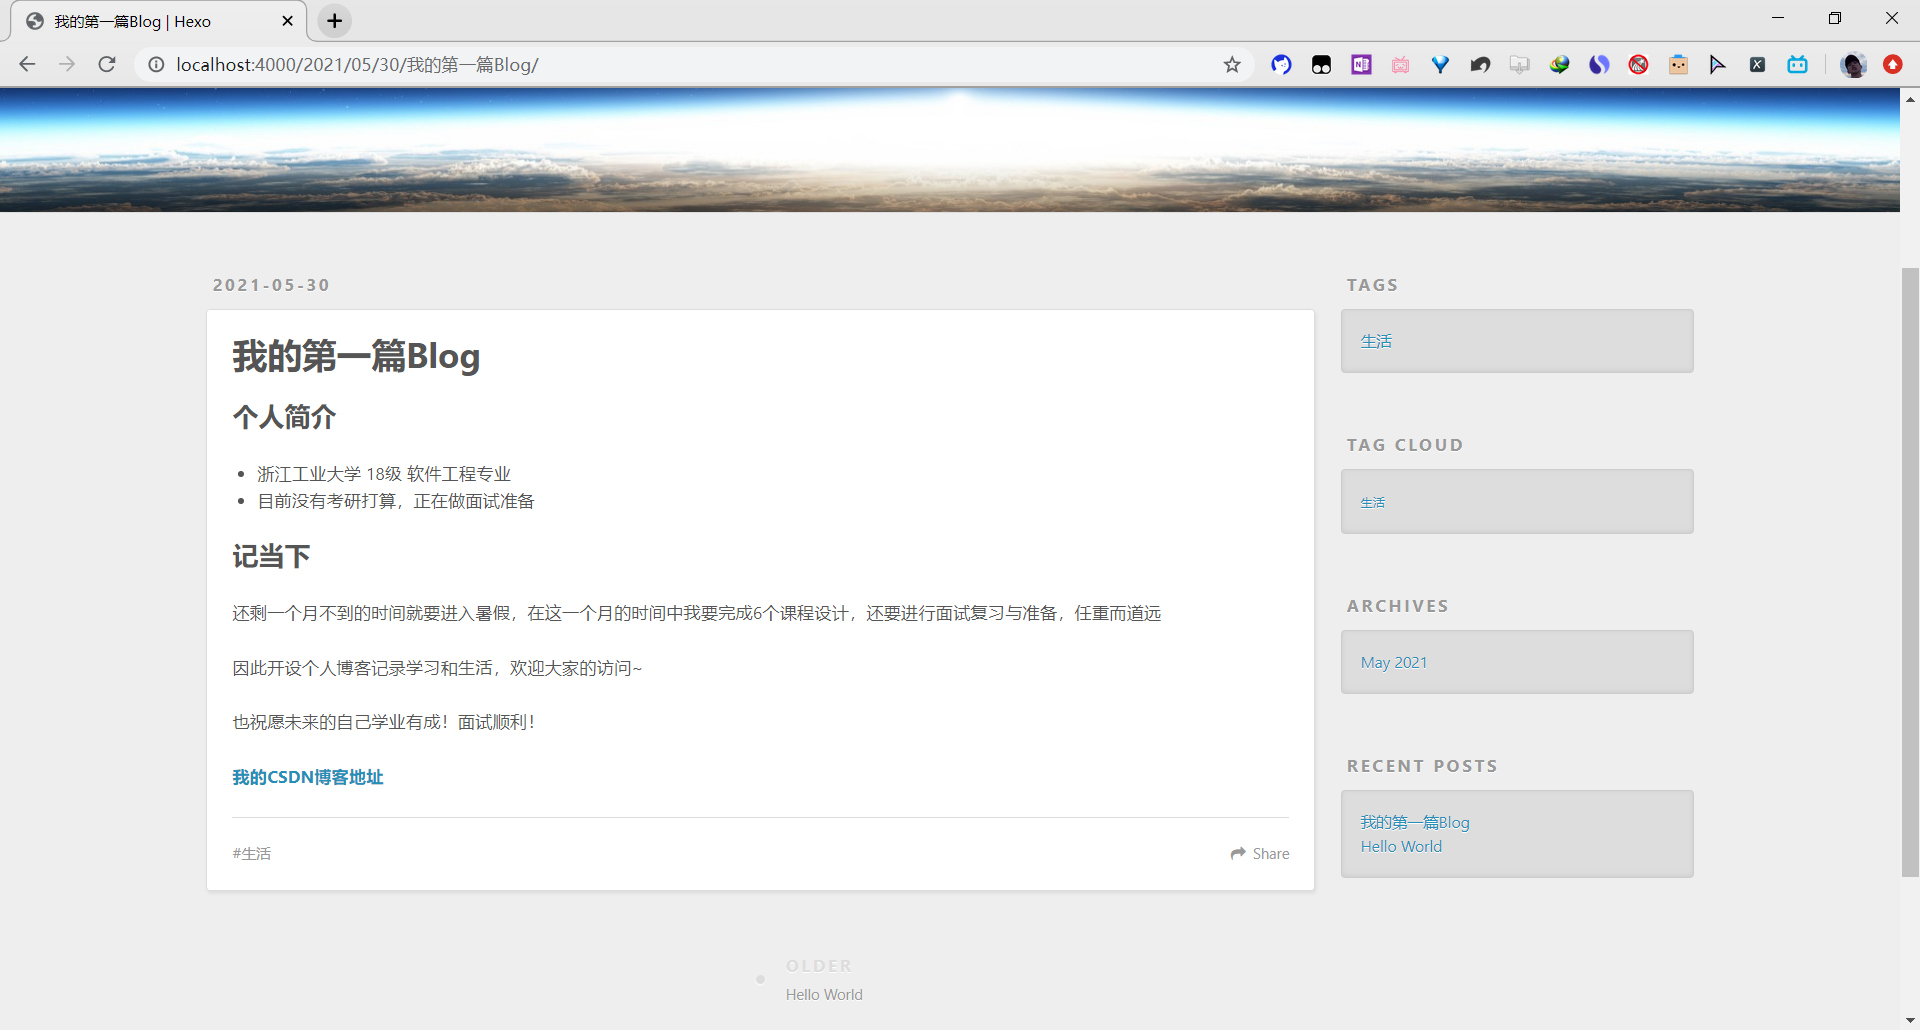 我的第一篇Blog | Hexo
localhost:4000/2021/05/30/我的第一篇Blog/
2021-05-30
我的第一篇Blog
个人简介
浙江工业大学 18级 软件工程专业
目前没有考研打算，正在做面试准备
记当下
还剩一个月不到的时间就要进入暑假，在这一个月的时间中我要完成6个课程设计，还要进行面试复习与准备，任重而道远
因此开设个人博客记录学习和生活，欢迎大家的访问~
也祝愿未来的自己学业有成！面试顺利！
我的CSDN博客地址
#生活
Share
TAGS
生活
TAG CLOUD
生活
ARCHIVES
May 2021
RECENT POSTS
我的第一篇Blog
Hello World
OLDER
Hello World